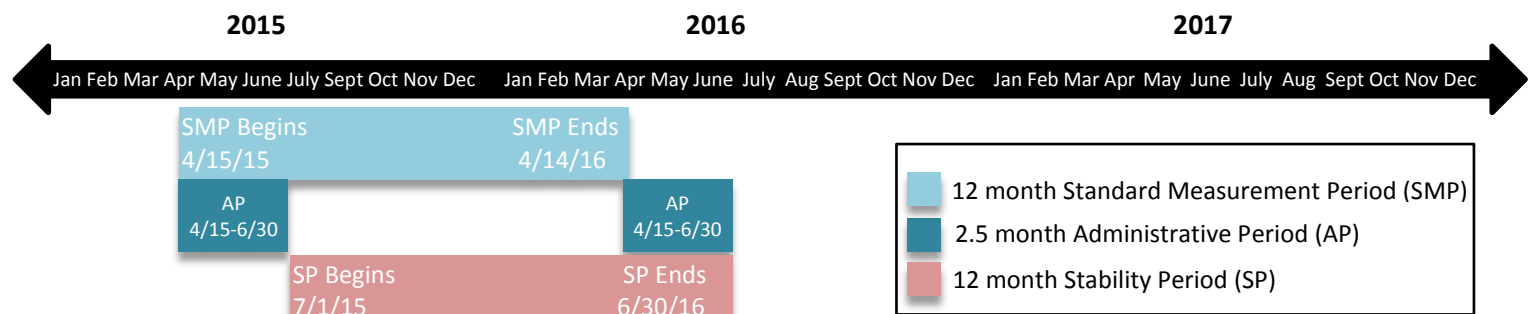 2015 2016 2017
Jan Feb Mar Apr May June July Sept Oct Nov Dec Jan Feb Mar Apr May June July Aug Sept Oct Nov Dec Jan Feb Mar Apr May June July Aug Sept Oct Nov Dec
SMP Begins
4/15/15
SMP Ends
4/14/16
AP
4/15-6/30
AP
4/15-6/30
SP Begins
7/1/15
SP Ends
6/30/16
12 month Standard Measurement Period (SMP)
2.5 month Administrative Period (AP)
12 month Stability Period (SP)